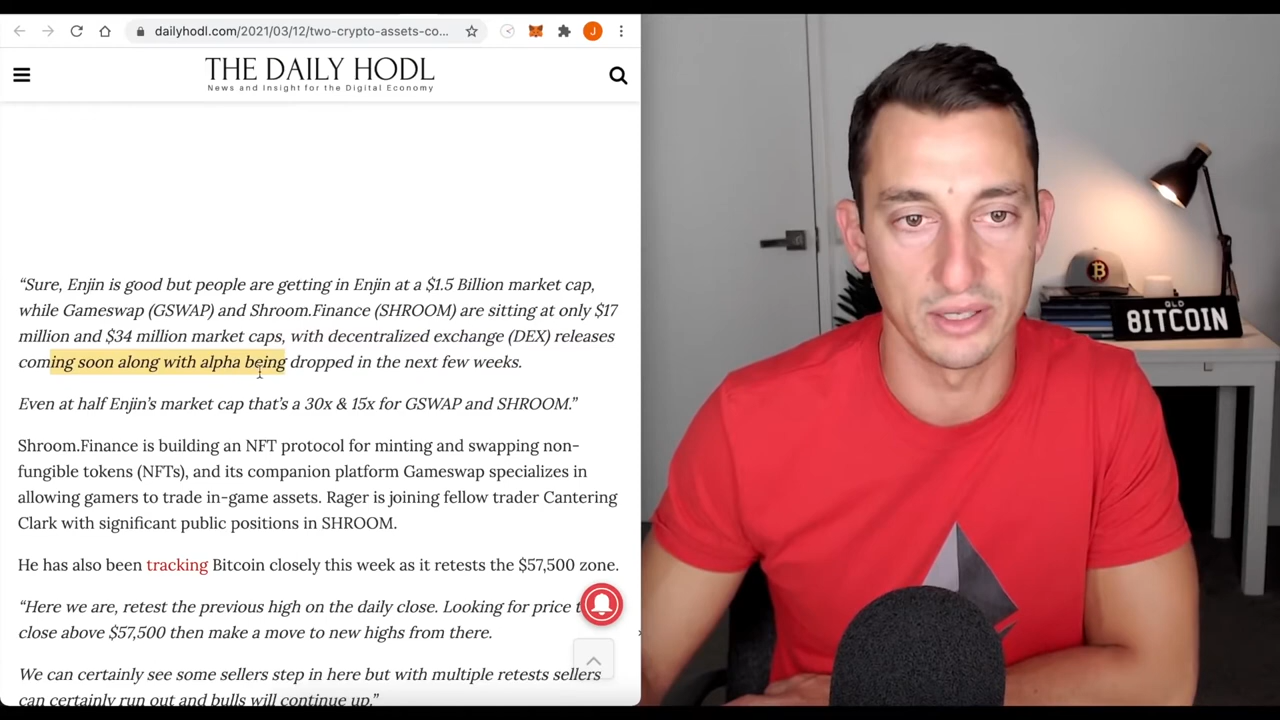 dailyhodl.com/2021/03/12/two-crypto-assets-co...
J
THE DAILY HODL
News and Insight for the Digital Economy
“Sure, Enjin is good but people are getting in Enjin at a $1.5 Billion market cap,
while Gameswap (GSWAP) and Shroom.Finance (SHROOM) are sitting at only $17
million and $34 million market caps, with decentralized exchange (DEX) releases
coming soon along with alpha being dropped in the next few weeks.
Even at half Enjin’s market cap that’s a 30x & 15x for GSWAP and SHROOM.”
Shroom.Finance is building an NFT protocol for minting and swapping non-
fungible tokens (NFTs), and its companion platform Gameswap specializes in
allowing gamers to trade in-game assets. Rager is joining fellow trader Cantering
Clark with significant public positions in SHROOM.
He has also been tracking Bitcoin closely this week as it retests the $57,500 zone.
“Here we are, retest the previous high on the daily close. Looking for price
close above $57,500 then make a move to new highs from there.
We can certainly see some sellers step in here but with multiple retests sellers
can certainly run out and bulls will continue up.”
B
QLD
8ITCOIN